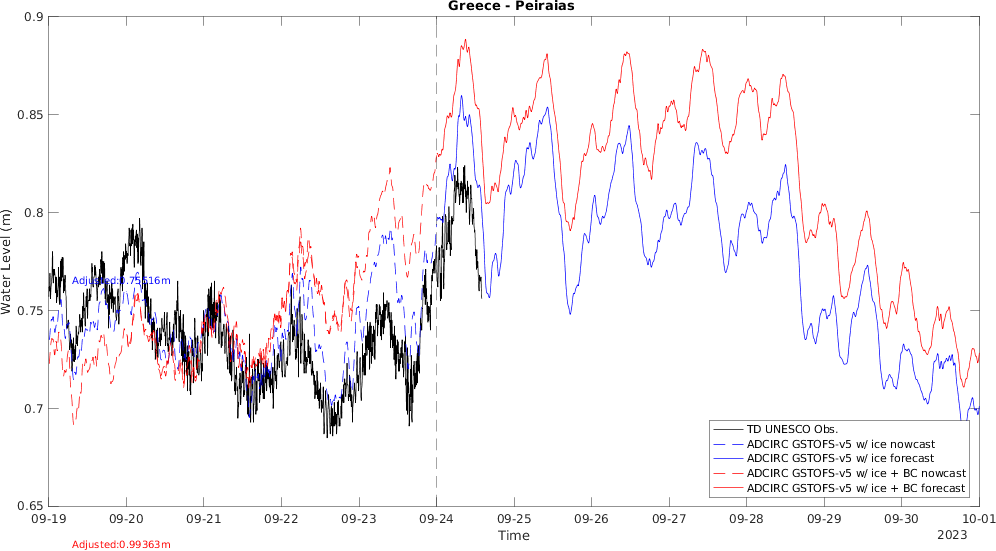 Greece - Peiraias
0.9
0.85
0.8
0.75
0.7
0.65
Water Level (m)
Adjusted:0.75516m
TD UNESCO Obs.
ADCIRC GSTOFS-v5 w/ ice nowcast
ADCIRC GSTOFS-v5 w/ ice forecast
ADCIRC GSTOFS-v5 w/ ice + BC nowcast
ADCIRC GSTOFS-v5 w/ ice + BC forecast
09-19 09-20 09-21 09-22 09-23 09-24 09-25 09-26 09-27 09-28 09-29 09-30 10-01
Time
2023
Adjusted:0.99363m